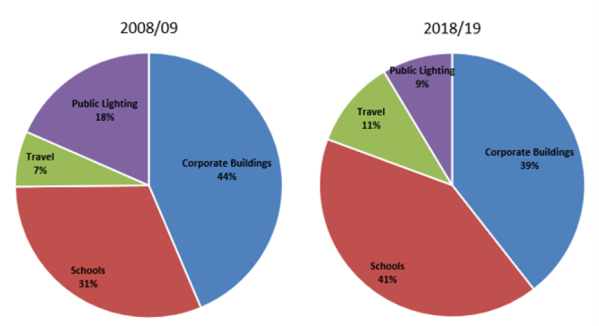 2008/09
Public Lighting
18%
Travel
7%
Corporate Buildings
44%
Schools
31%
2018/19
Public Lighting
9%
Travel
11%
Corporate Buildings
39%
Schools
41%